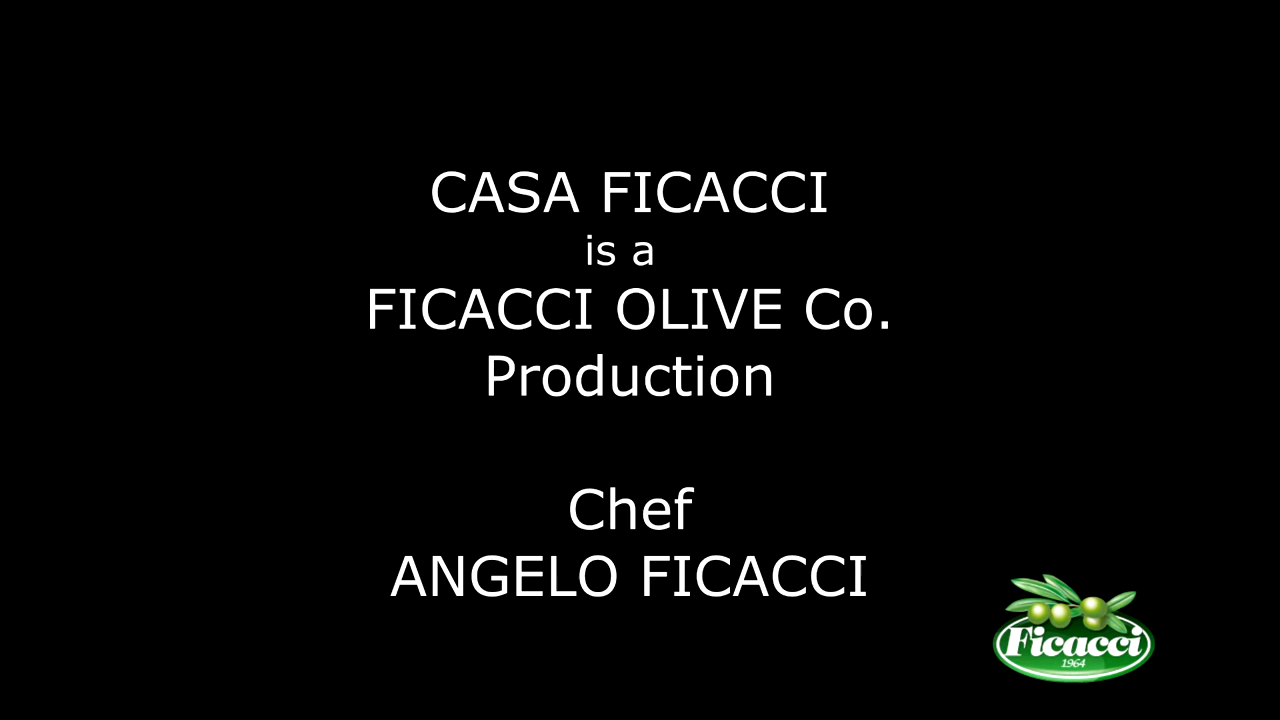 CASA FICACCI
is a
FICACCI OLIVE Co.
Production
Chef
ANGELO FICACCI
Ficacci
1964